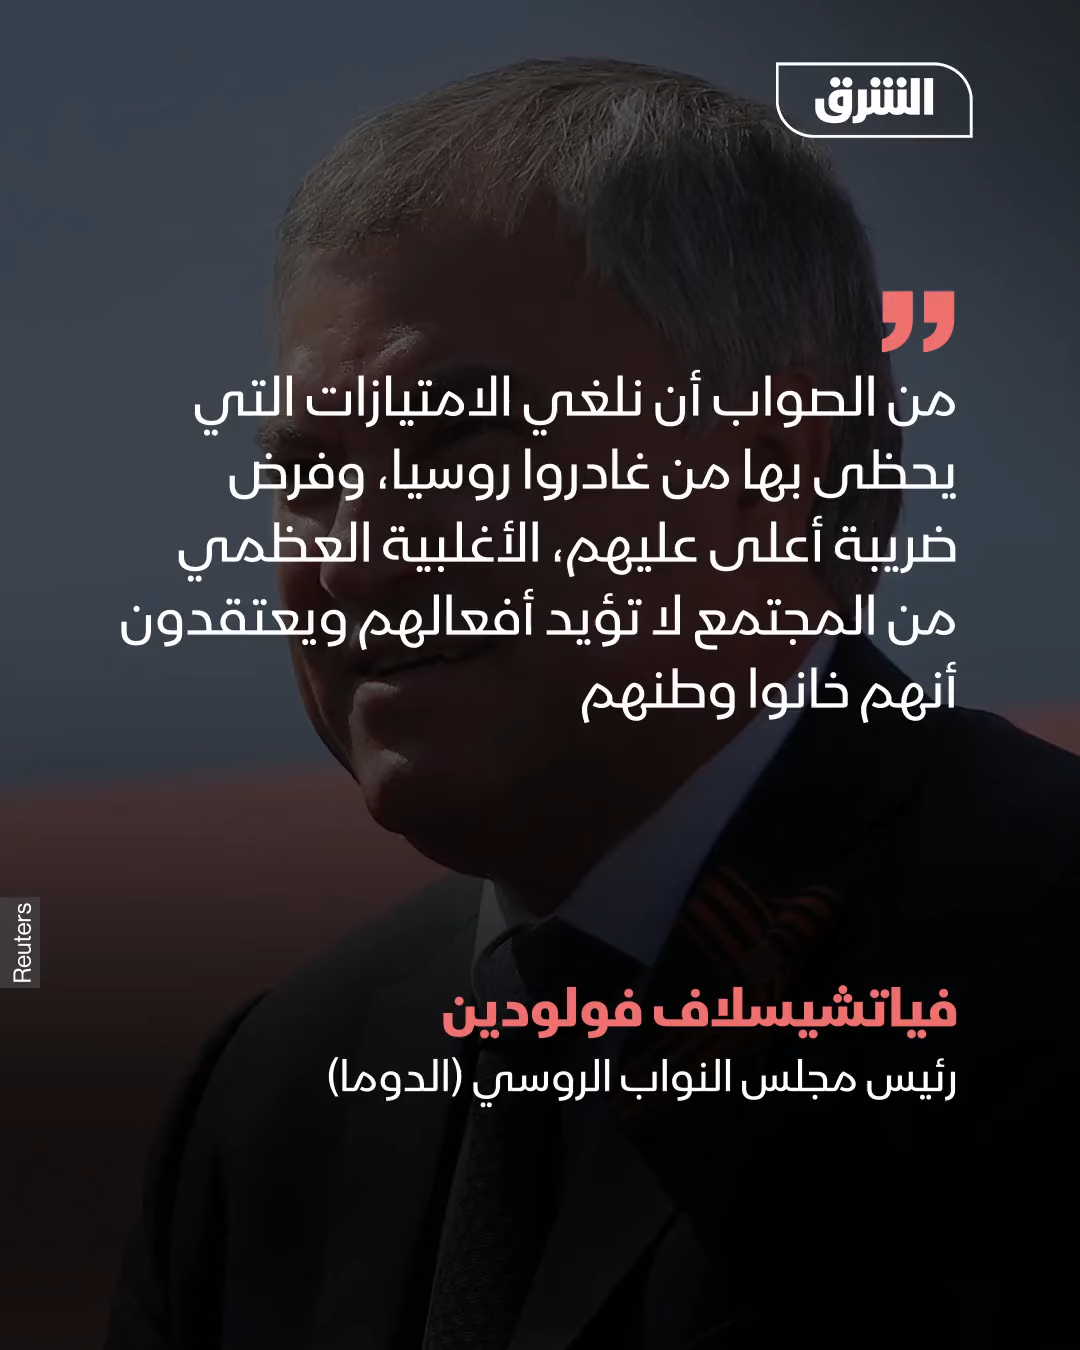 الشرق
من الصواب أن نلغي الامتيازات التي
يحظى بها من غادروا روسيا، وفرض
ضريبة أعلى عليهم، الأغلبية العظمي
من المجتمع لا تؤيد أفعالهم ويعتقدون
أنهم خانوا وطنهم
فياتشيسلاف فولودين
رئيس مجلس النواب الروسي (الدوما)
Reuters